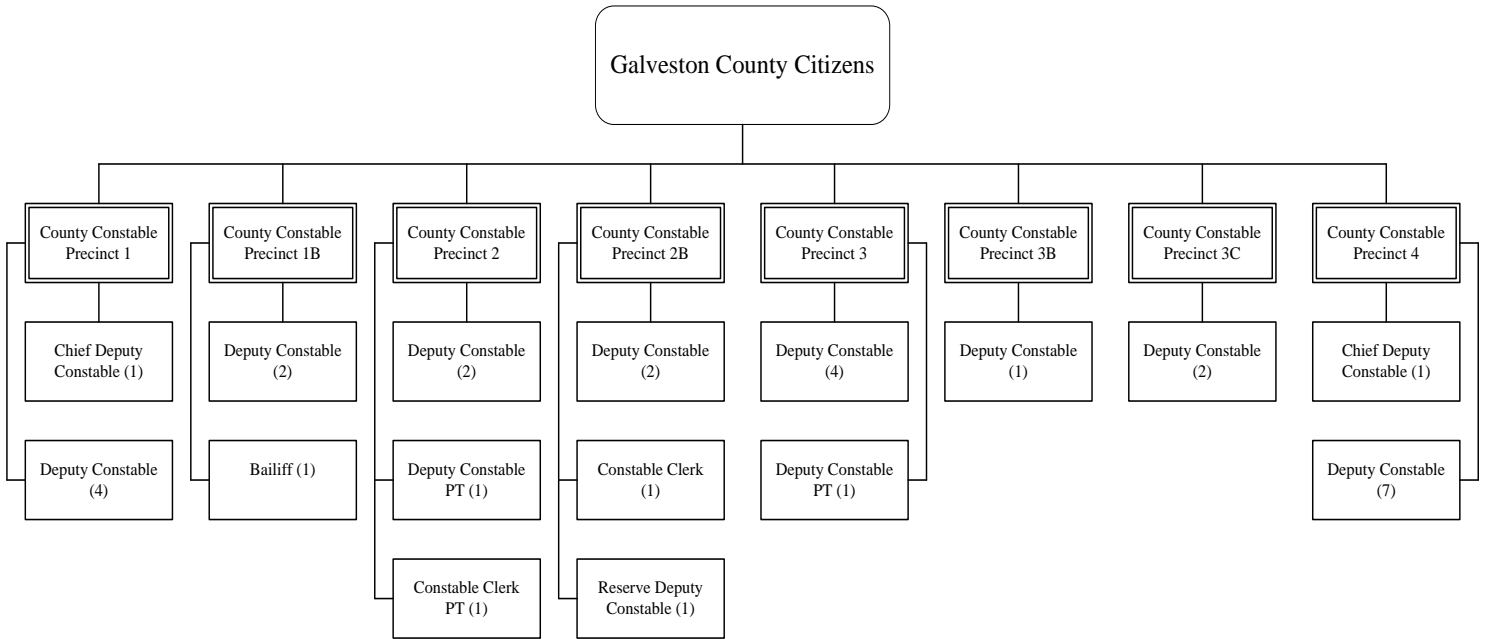 Galveston County Citizens
County Constable
Precinct 1
County Constable
Precinct 1B
County Constable
Precinct 2
County Constable
Precinct 2B
County Constable
Precinct 3
County Constable
Precinct 3B
County Constable
Precinct 3C
County Constable
Precinct 4
Chief Deputy
Constable (1)
Deputy Constable
(2)
Deputy Constable
(2)
Deputy Constable
(2)
Deputy Constable
(4)
Deputy Constable
(1)
Deputy Constable
(2)
Chief Deputy
Constable (1)
Deputy Constable
(4)
Bailiff (1)
Deputy Constable
PT (1)
Constable Clerk
(1)
Deputy Constable
PT (1)
Deputy Constable
(7)
Constable Clerk
PT (1)
Reserve Deputy
Constable (1)